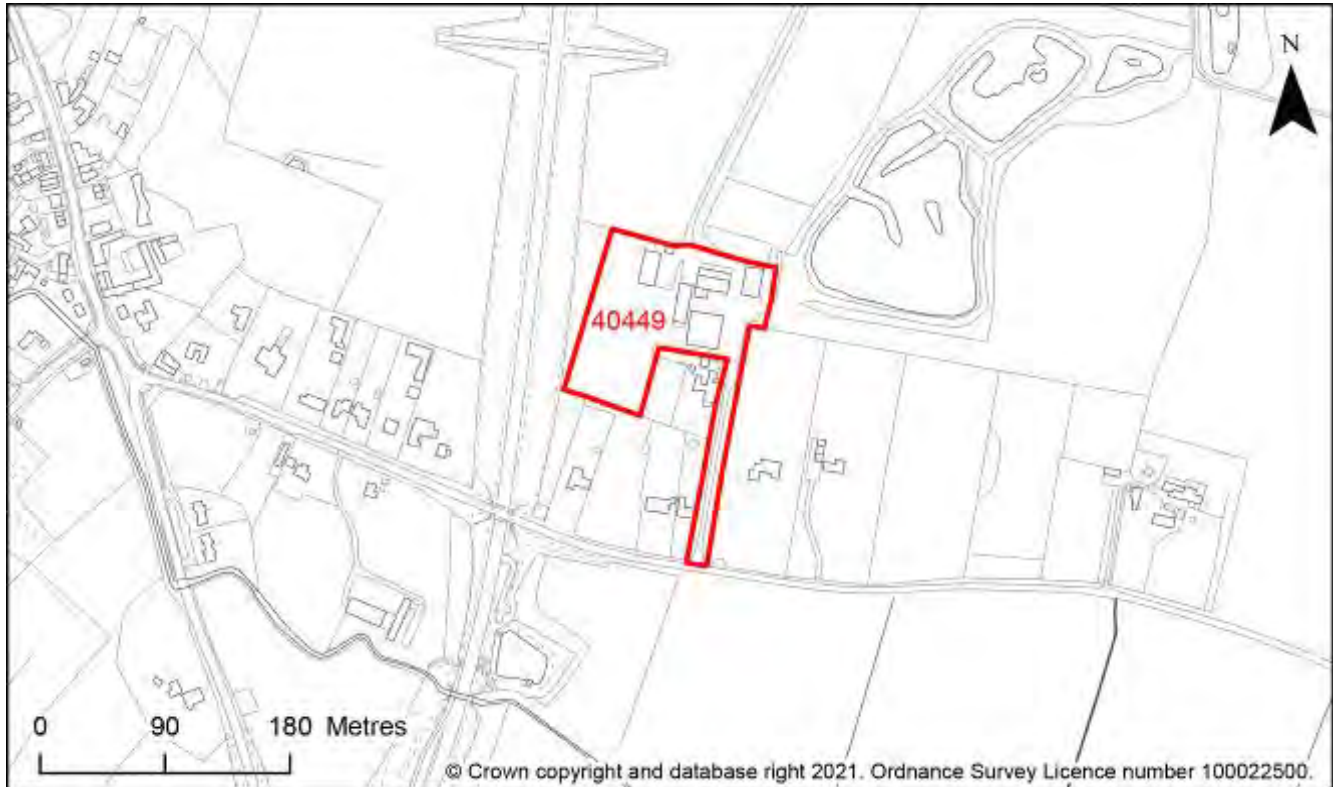 N
40449
0 90 180 Metres
© Crown copyright and database right 2021. Ordnance Survey Licence number 100022500.